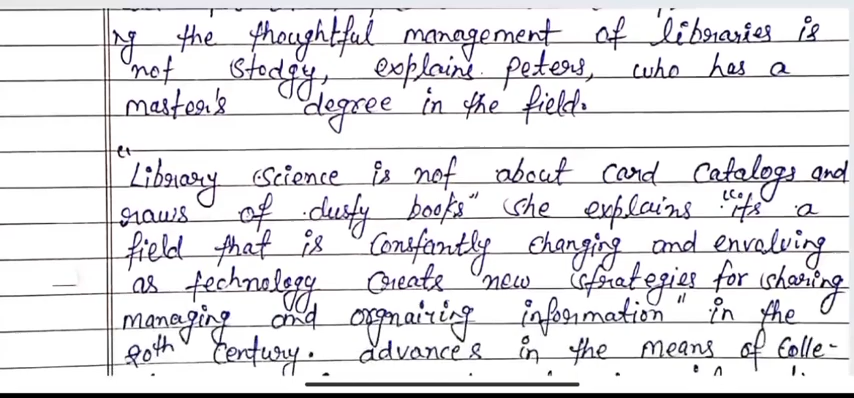 ng the thoughtful management of libraries is
not stodgy, explains. peters, who has a
master's degree in the field.
"Library science is not about card catalogs and
raws of dusty books" she explains "its a
field that is constantly changing and envolving
as technology create new strategies for sharing
managing and orgnairing information" in the
20th Century. advances in the means of Colle-